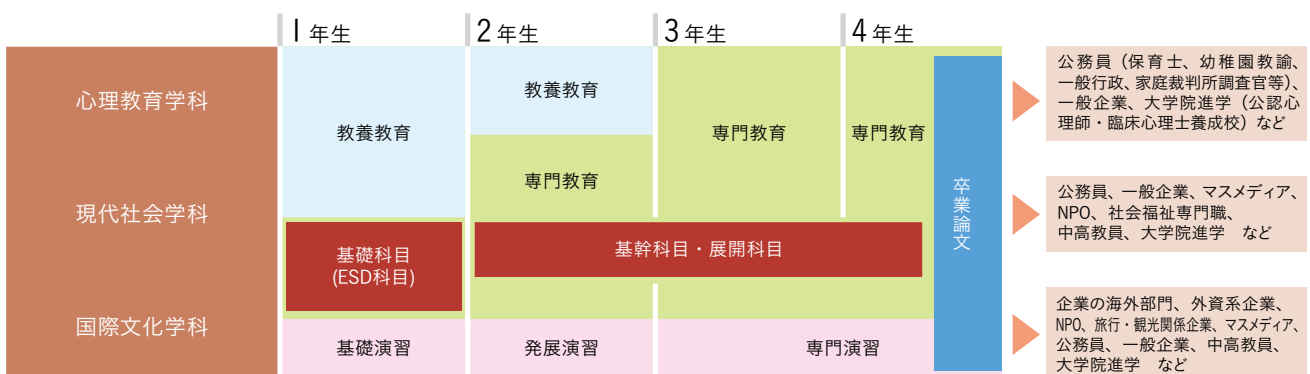 1年生
2年生
3年生
4年生
心理教育学科
現代社会学科
国際文化学科
教養教育
教養教育
専門教育
専門教育
専門教育
基礎科目
(ESD科目)
基幹科目・展開科目
基礎演習
発展演習
専門演習
卒業論文
公務員（保育士、幼稚園教諭、
一般行政、家庭裁判所調査官等）、
一般企業、大学院進学（公認心
理師・臨床心理士養成校）など
公務員、一般企業、マスメディア、
NPO、社会福祉専門職、
中高教員、大学院進学　など
企業の海外部門、外資系企業、
NPO、旅行・観光関係企業、マスメディア、
公務員、一般企業、中高教員、
大学院進学　など